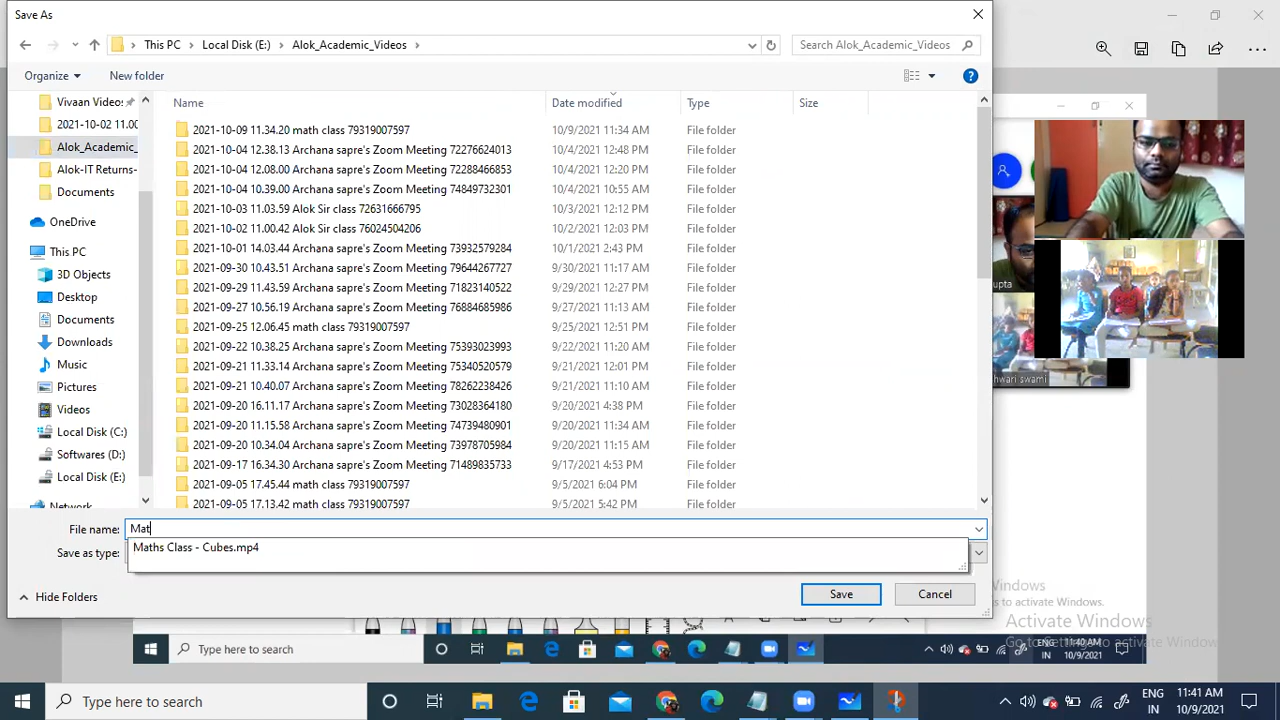 Save As
This PC
Local Disk (E:)
Alok_Academic_Videos
Search Alok_Academic_Videos
Organize
New folder
Name
Date modified
Type
Size
Vivaan Videos
2021-10-02 11.00
Alok_Academic_
Alok-IT Returns-
Documents
OneDrive
This PC
3D Objects
Desktop
Documents
Downloads
Music
Pictures
Videos
Local Disk (C:)
Softwares (D:)
Local Disk (E:)
Network
2021-10-09 11.34.20 math class 79319007597 10/9/2021 11:34 AM File folder
2021-10-04 12.38.13 Archana sapre's Zoom Meeting 72276624013 10/4/2021 12:48 PM File folder
2021-10-04 12.08.00 Archana sapre's Zoom Meeting 72288466853 10/4/2021 12:20 PM File folder
2021-10-04 10.39.00 Archana sapre's Zoom Meeting 74849732301 10/4/2021 10:55 AM File folder
2021-10-03 11.03.59 Alok Sir class 72631666795 10/3/2021 12:12 PM File folder
2021-10-02 11.00.42 Alok Sir class 76024504206 10/2/2021 12:03 PM File folder
2021-10-01 14.03.44 Archana sapre's Zoom Meeting 73932579284 10/1/2021 2:43 PM File folder
2021-09-30 10.43.51 Archana sapre's Zoom Meeting 79644267727 9/30/2021 11:17 AM File folder
2021-09-29 11.43.59 Archana sapre's Zoom Meeting 71823140522 9/29/2021 12:27 PM File folder
2021-09-27 10.56.19 Archana sapre's Zoom Meeting 76884685986 9/27/2021 11:13 AM File folder
2021-09-25 12.06.45 math class 79319007597 9/25/2021 12:51 PM File folder
2021-09-22 10.38.25 Archana sapre's Zoom Meeting 75393023993 9/22/2021 11:20 AM File folder
2021-09-21 11.33.14 Archana sapre's Zoom Meeting 75340520579 9/21/2021 12:01 PM File folder
2021-09-21 10.40.07 Archana sapre's Zoom Meeting 78262238426 9/21/2021 11:10 AM File folder
2021-09-20 16.11.17 Archana sapre's Zoom Meeting 73028364180 9/20/2021 4:38 PM File folder
2021-09-20 11.15.58 Archana sapre's Zoom Meeting 74739480901 9/20/2021 11:34 AM File folder
2021-09-20 10.34.04 Archana sapre's Zoom Meeting 73978705984 9/20/2021 11:15 AM File folder
2021-09-17 16.34.30 Archana sapre's Zoom Meeting 71489835733 9/17/2021 4:53 PM File folder
2021-09-05 17.45.44 math class 79319007597 9/5/2021 6:04 PM File folder
2021-09-05 17.13.42 math class 79319007597 9/5/2021 5:42 PM File folder
File name: Mat
Maths Class - Cubes.mp4
Save as type:
Hide Folders
Save
Cancel
upta
hwari swami
Windows
s to activate Windows.
Activate Windows
Go to Settings to activate Windows
Type here to search
ENG
IN
11:40 AM
10/9/2021
Type here to search
ENG
IN
11:41 AM
10/9/2021